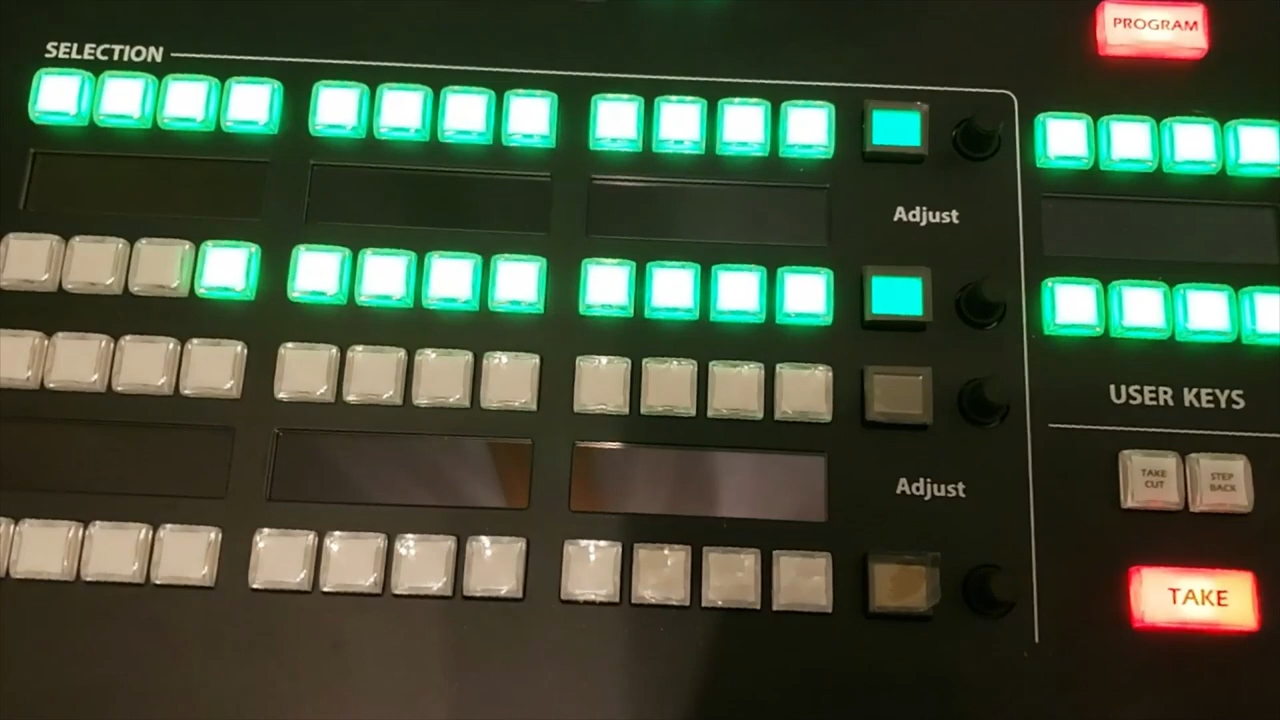 PROGRAM
SELECTION
Adjust
USER KEYS
TAKE
CUT
STEP
BACK
Adjust
TAKE